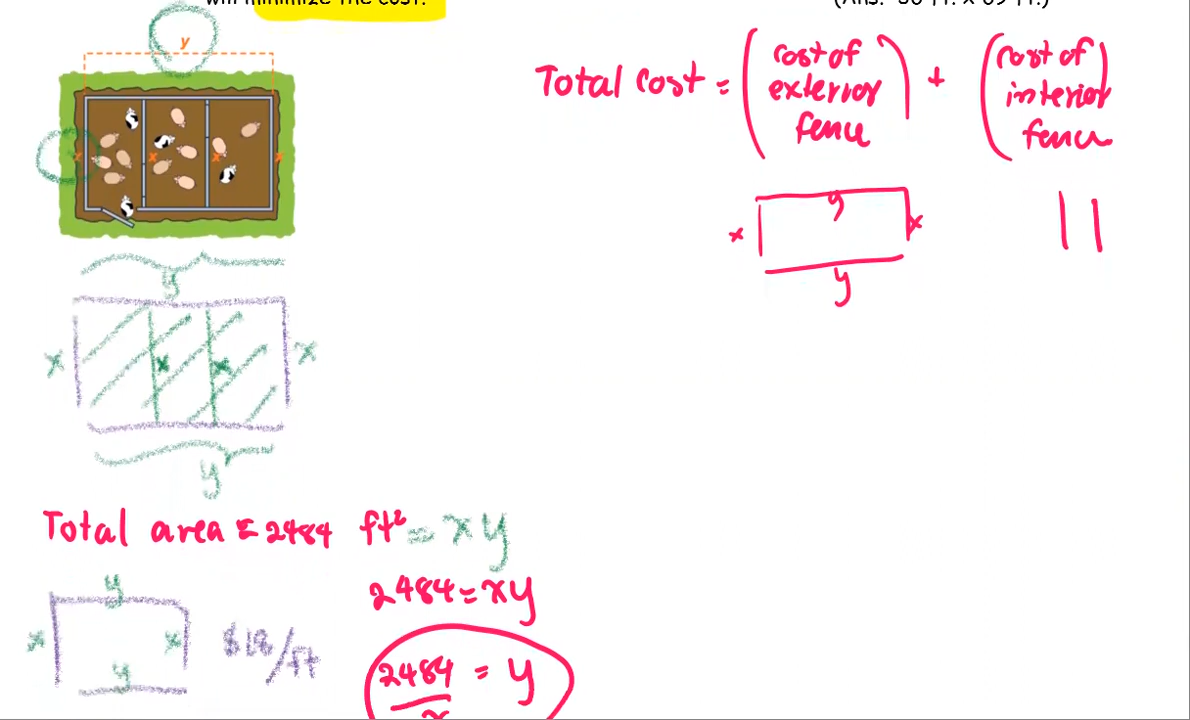 will minimize the cost.
(Ans. 36 ft. x 69 ft.)
y
x x x x
Total cost = (cost of exterior fence) + (cost of interior fence)
y
x x
y
y
x x x x
y
Total area = 2484 ft² = xy
2484 = xy
2484/x = y
y
x x
y
/ft